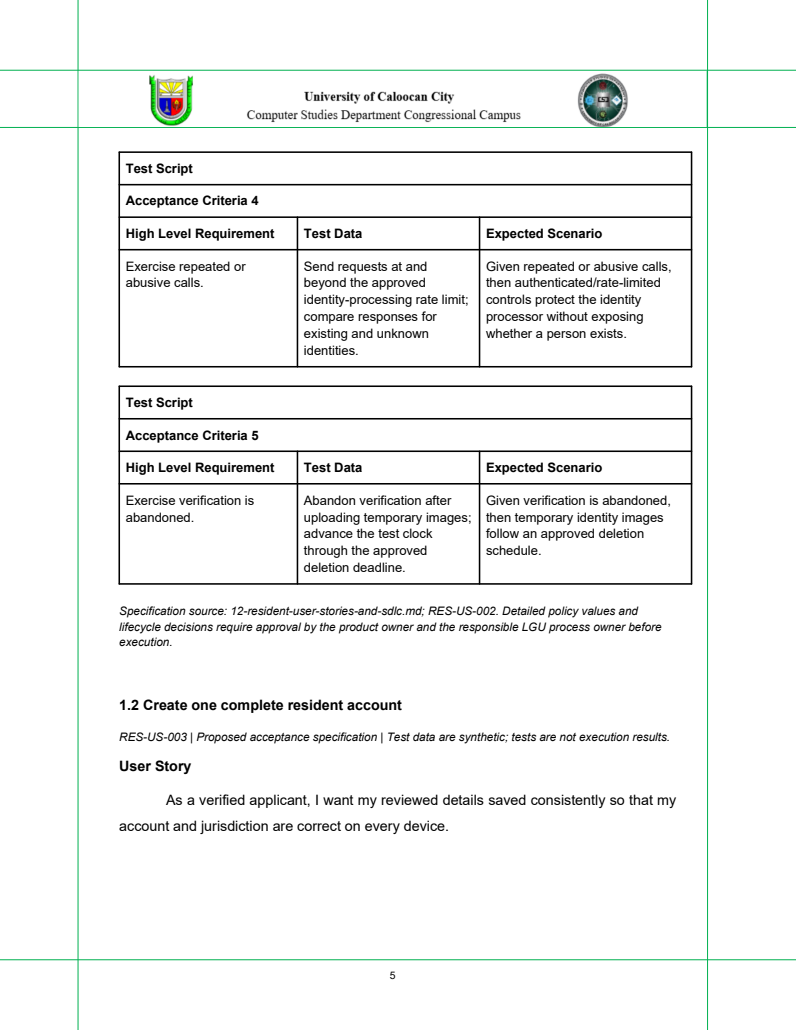 University of Caloocan City
Computer Studies Department Congressional Campus
Test Script
Acceptance Criteria 4
High Level Requirement
Test Data
Expected Scenario
Exercise repeated or
abusive calls.
Send requests at and
beyond the approved
identity-processing rate limit;
compare responses for
existing and unknown
identities.
Given repeated or abusive calls,
then authenticated/rate-limited
controls protect the identity
processor without exposing
whether a person exists.
Test Script
Acceptance Criteria 5
High Level Requirement
Test Data
Expected Scenario
Exercise verification is
abandoned.
Abandon verification after
uploading temporary images;
advance the test clock
through the approved
deletion deadline.
Given verification is abandoned,
then temporary identity images
follow an approved deletion
schedule.
Specification source: 12-resident-user-stories-and-sdlc.md; RES-US-002. Detailed policy values and
lifecycle decisions require approval by the product owner and the responsible LGU process owner before
execution.
1.2 Create one complete resident account
RES-US-003 | Proposed acceptance specification | Test data are synthetic; tests are not execution results.
User Story
As a verified applicant, I want my reviewed details saved consistently so that my
account and jurisdiction are correct on every device.
5